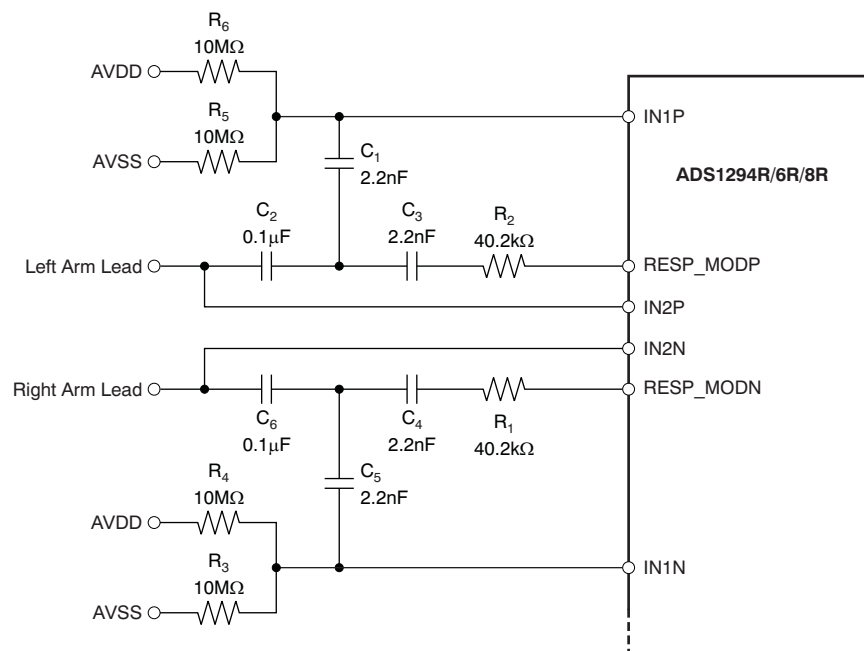 R6
10MΩ
AVDD
R5
10MΩ
AVSS
IN1P
C1
2.2nF
ADS1294R/6R/8R
C2
0.1μF
C3
2.2nF
R2
40.2kΩ
Left Arm Lead
RESP_MODP
IN2P
IN2N
Right Arm Lead
RESP_MODN
C6
0.1μF
C4
2.2nF
R1
40.2kΩ
R4
10MΩ
C5
2.2nF
AVDD
R3
10MΩ
IN1N
AVSS